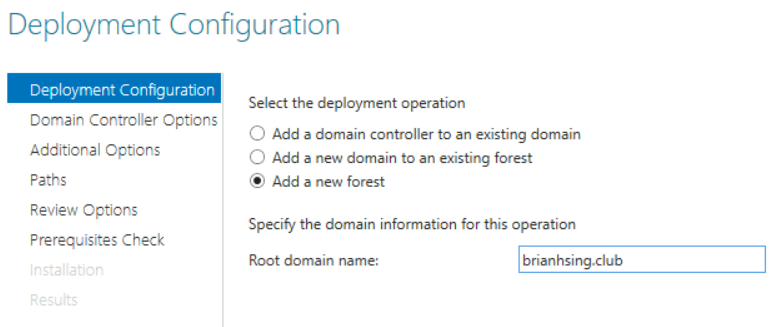 Deployment Configuration
Deployment Configuration
Domain Controller Options
Additional Options
Paths
Review Options
Prerequisites Check
Installation
Results
Select the deployment operation
Add a domain controller to an existing domain
Add a new domain to an existing forest
Add a new forest
Specify the domain information for this operation
Root domain name: brianhsing.club